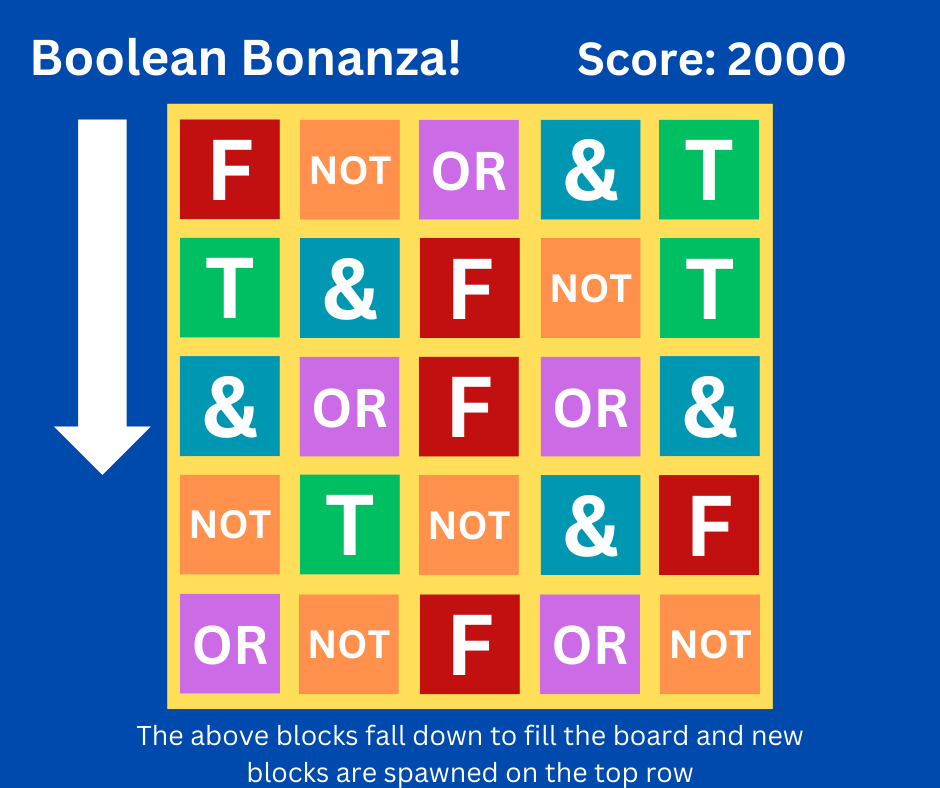 Boolean Bonanza! Score: 2000
F NOT OR & T
T & F NOT T
& OR F OR &
NOT T NOT & F
OR NOT F OR NOT
The above blocks fall down to fill the board and new
blocks are spawned on the top row